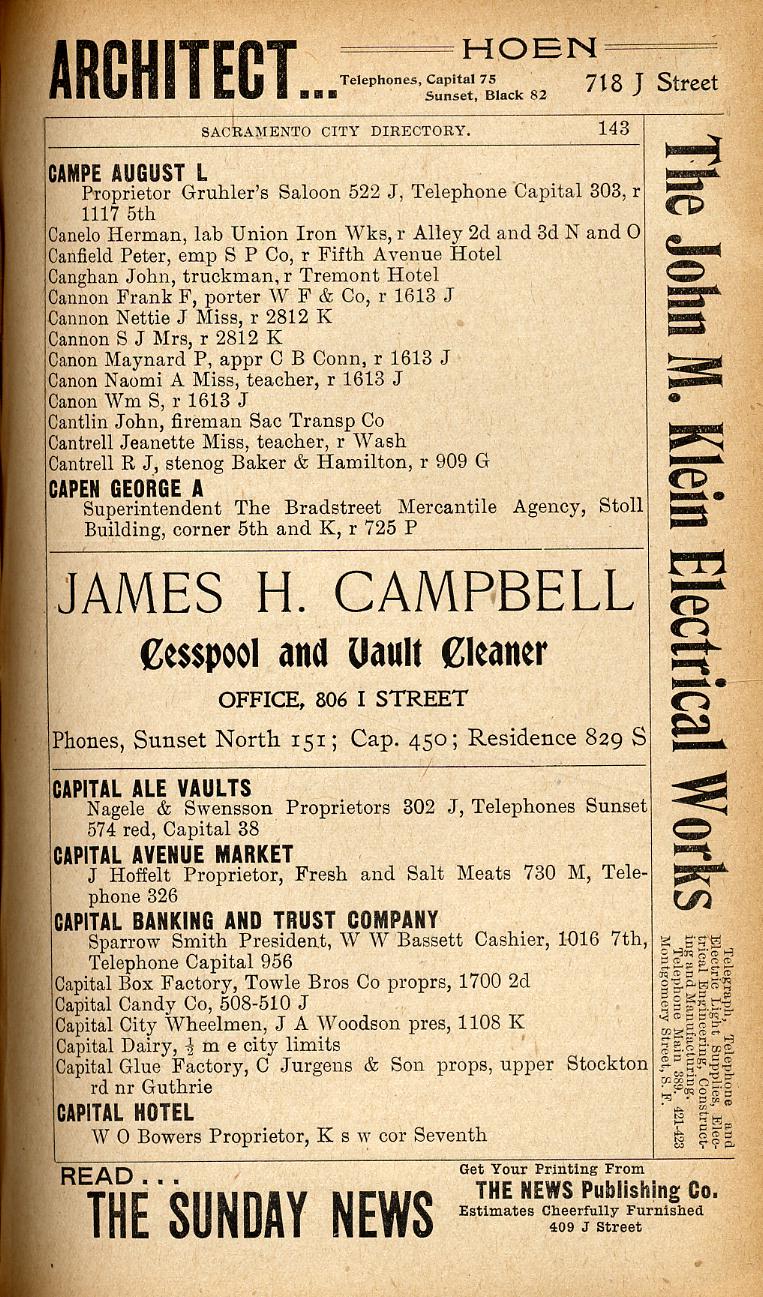 ARCHITECT... HOEN
Telephones, Capital 75
Sunset, Black 82
718 J Street
SACRAMENTO CITY DIRECTORY. 143
CAMPE AUGUST L
Proprietor Gruhler's Saloon 522 J, Telephone Capital 303, r
1117 5th
Canelo Herman, lab Union Iron Wks, r Alley 2d and 3d N and O
Canfield Peter, emp S P Co, r Fifth Avenue Hotel
Canghan John, truckman, r Tremont Hotel
Cannon Frank F, porter W F & Co, r 1613 J
Cannon Nettie J Miss, r 2812 K
Cannon S J Mrs, r 2812 K
Canon Maynard P, appr C B Conn, r 1613 J
Canon Naomi A Miss, teacher, r 1613 J
Canon Wm S, r 1613 J
Cantlin John, fireman Sac Transp Co
Cantrell Jeanette Miss, teacher, r Wash
Cantrell R J, stenog Baker & Hamilton, r 909 G
CAPEN GEORGE A
Superintendent The Bradstreet Mercantile Agency, Stoll
Building, corner 5th and K, r 725 P
JAMES H. CAMPBELL
Cesspool and Vault Cleaner
OFFICE, 806 I STREET
Phones, Sunset North 151; Cap. 450; Residence 829 S
CAPITAL ALE VAULTS
Nagele & Swensson Proprietors 302 J, Telephones Sunset
574 red, Capital 38
CAPITAL AVENUE MARKET
J Hoffelt Proprietor, Fresh and Salt Meats 730 M, Tele-
phone 326
CAPITAL BANKING AND TRUST COMPANY
Sparrow Smith President, W W Bassett Cashier, 1016 7th,
Telephone Capital 956
Capital Box Factory, Towle Bros Co proprs, 1700 2d
Capital Candy Co, 508-510 J
Capital City Wheelmen, J A Woodson pres, 1108 K
Capital Dairy, ½ m e city limits
Capital Glue Factory, C Jurgens & Son props, upper Stockton
rd nr Guthrie
CAPITAL HOTEL
W O Bowers Proprietor, K s w cor Seventh
The John M. Klein Electrical Works
Telegraph, Telephone and
Electric Light Supplies, Elec-
trical Engineering, Construct-
ing and Manufacturing.
Telephone Main 389. 421-423
Montgomery Street, S. F.
READ...
THE SUNDAY NEWS
Get Your Printing From
THE NEWS Publishing Co.
Estimates Cheerfully Furnished
409 J Street